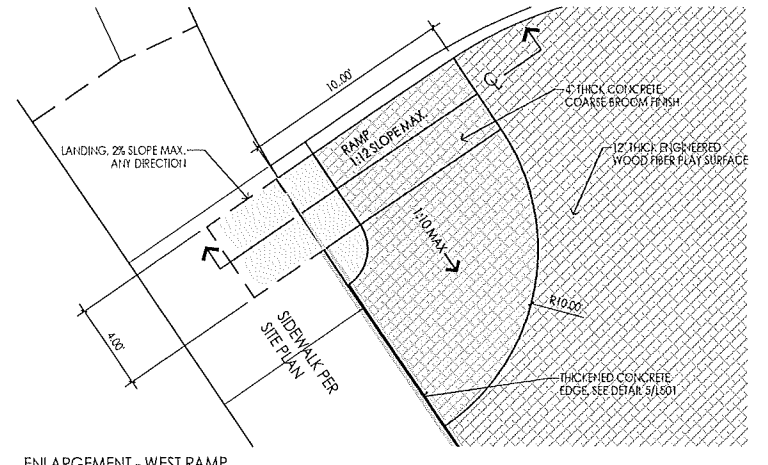 10.00'
LANDING, 2% SLOPE MAX.
ANY DIRECTION
RAMP
1:12 SLOPE MAX.
CL
4" THICK CONCRETE,
COARSE BROOM FINISH
12" THICK ENGINEERED
WOOD FIBER PLAY SURFACE
1:10 MAX
R10.00'
4.00'
SIDEWALK PER
SITE PLAN
THICKENED CONCRETE
EDGE, SEE DETAIL 5/L501
ENLARGEMENT - WEST RAMP